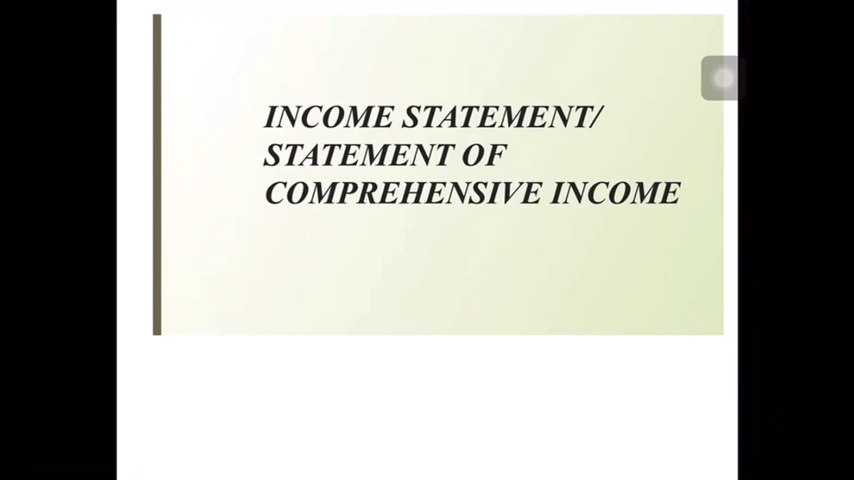 INCOME STATEMENT/
STATEMENT OF
COMPREHENSIVE INCOME